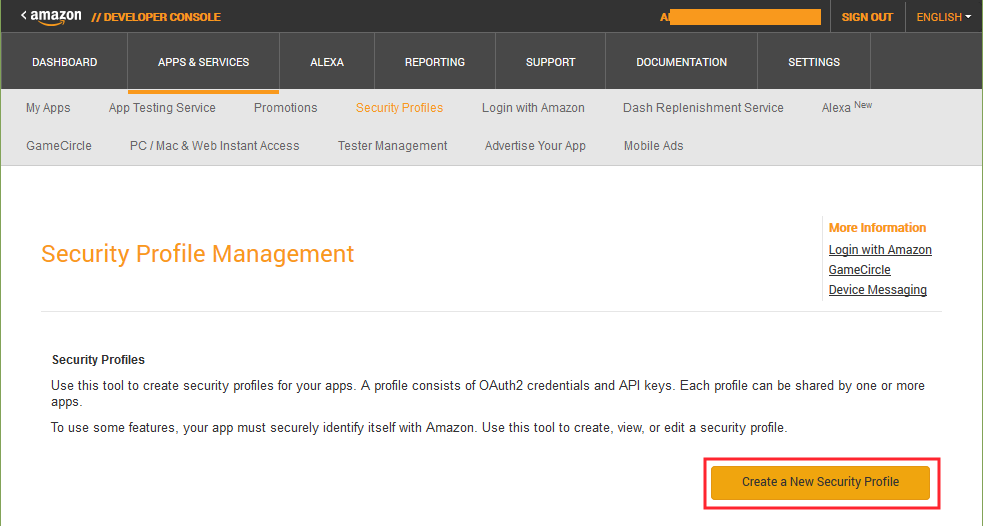 < amazon // DEVELOPER CONSOLE SIGN OUT ENGLISH
DASHBOARD APPS & SERVICES ALEXA REPORTING SUPPORT DOCUMENTATION SETTINGS
My Apps App Testing Service Promotions Security Profiles Login with Amazon Dash Replenishment Service Alexa New
GameCircle PC / Mac & Web Instant Access Tester Management Advertise Your App Mobile Ads
Security Profile Management
More Information
Login with Amazon
GameCircle
Device Messaging
Security Profiles
Use this tool to create security profiles for your apps. A profile consists of OAuth2 credentials and API keys. Each profile can be shared by one or more
apps.
To use some features, your app must securely identify itself with Amazon. Use this tool to create, view, or edit a security profile.
Create a New Security Profile